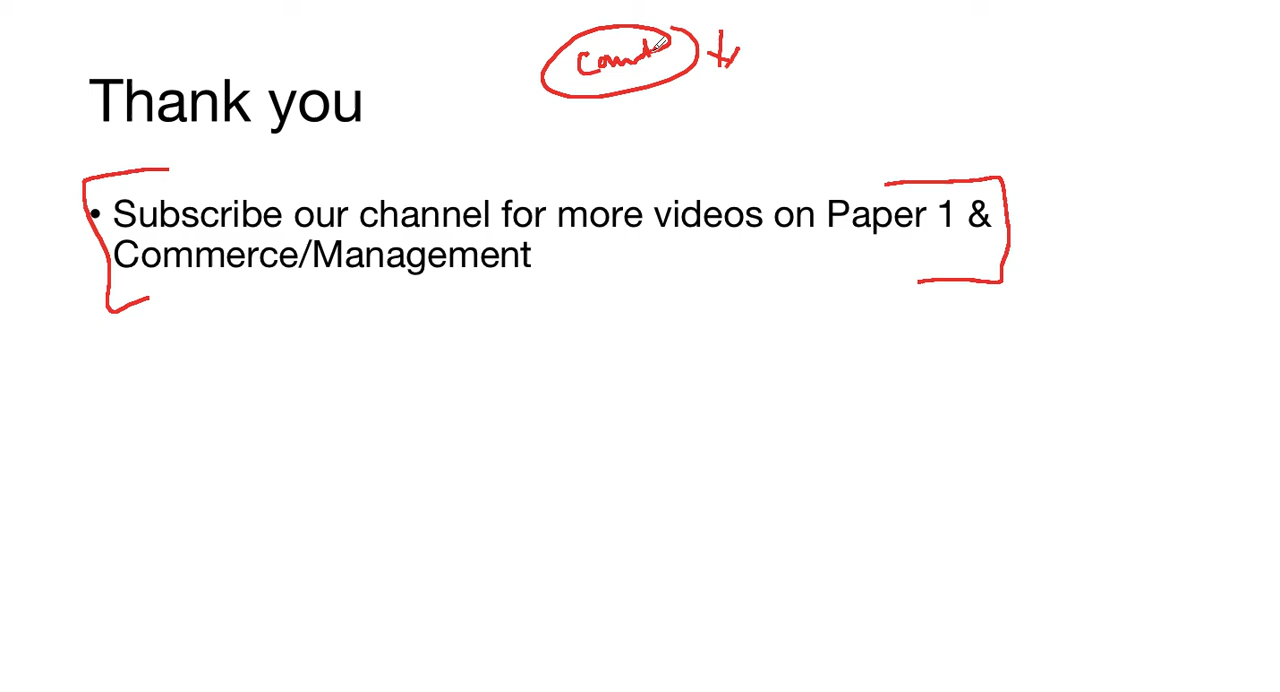 Thank you
• Subscribe our channel for more videos on Paper 1 &
Commerce/Management